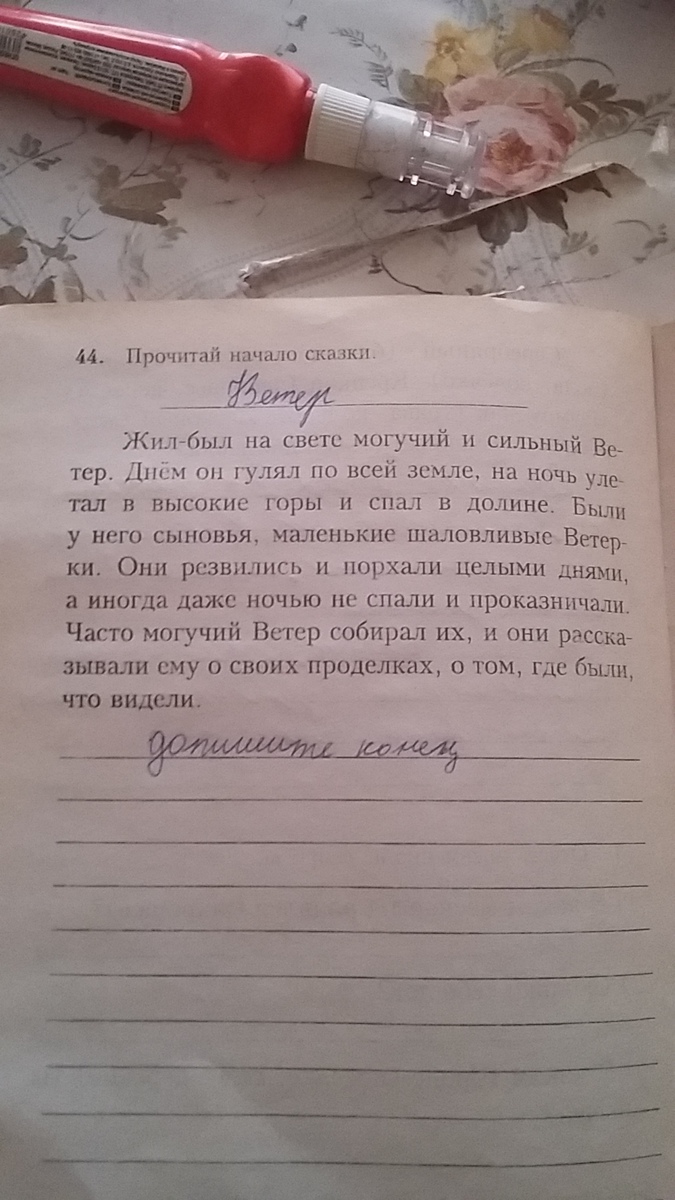 44. Прочитай начало сказки.
Ветер
Жил-был на свете могучий и сильный Ве-
тер. Днём он гулял по всей земле, на ночь уле-
тал в высокие горы и спал в долине. Были
у него сыновья, маленькие шаловливые Ветер-
ки. Они резвились и порхали целыми днями,
а иногда даже ночью не спали и проказничали.
Часто могучий Ветер собирал их, и они расска-
зывали ему о своих проделках, о том, где были,
что видели.
допишите конец